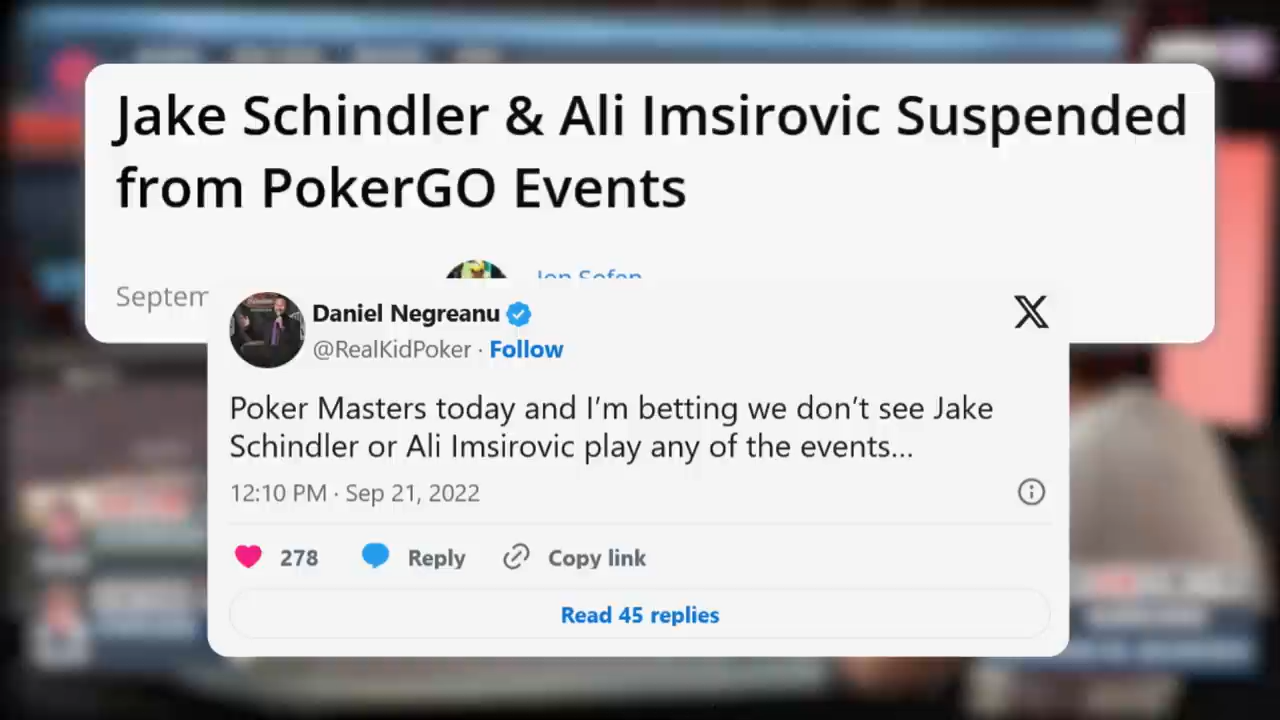 Jake Schindler & Ali Imsirovic Suspended
from PokerGO Events
Septem
Daniel Negreanu
@RealKidPoker · Follow
Poker Masters today and I’m betting we don’t see Jake
Schindler or Ali Imsirovic play any of the events...
12:10 PM · Sep 21, 2022
278 Reply Copy link
Read 45 replies